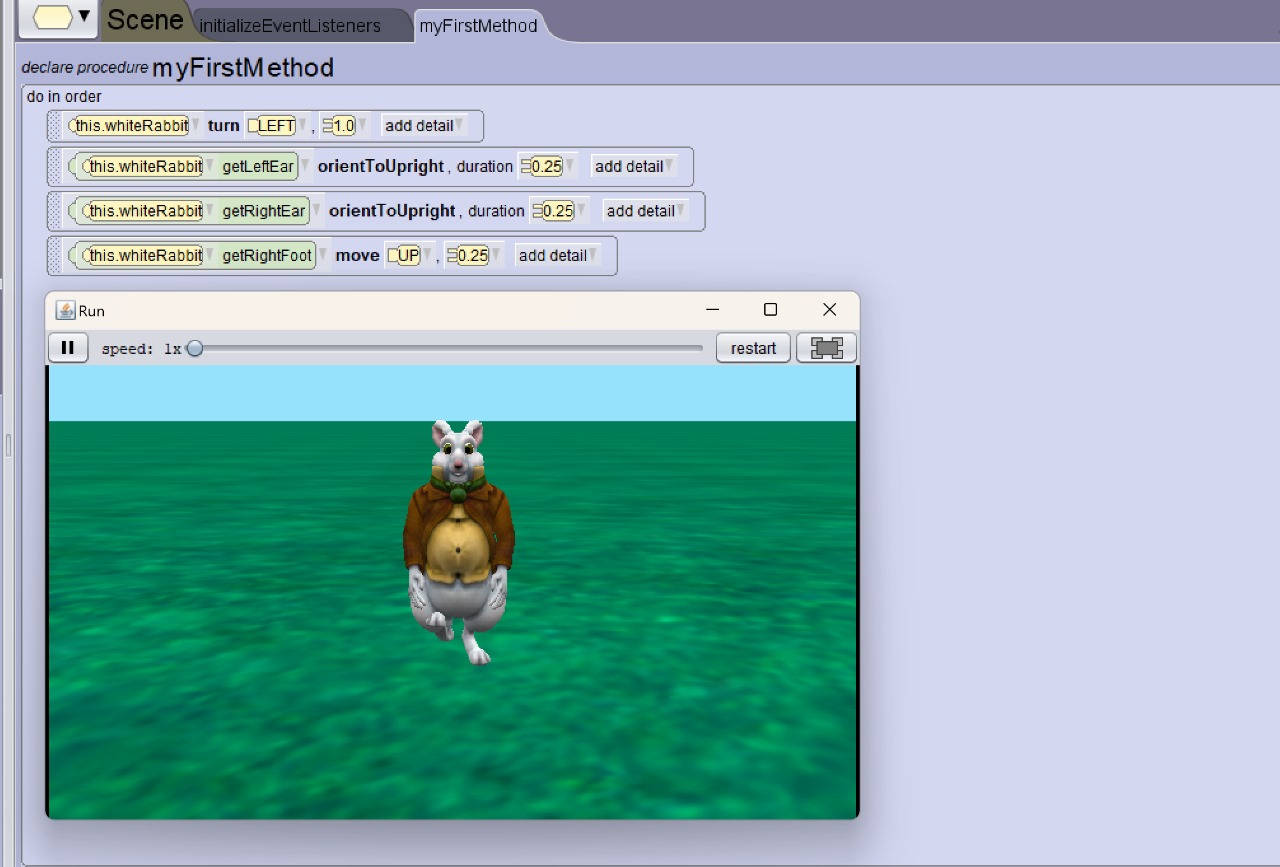 Scene initializeEventListeners myFirstMethod
declare procedure myFirstMethod
do in order
this.whiteRabbit turn LEFT , 1.0 add detail
this.whiteRabbit getLeftEar orientToUpright , duration 0.25 add detail
this.whiteRabbit getRightEar orientToUpright , duration 0.25 add detail
this.whiteRabbit getRightFoot move UP , 0.25 add detail
Run
speed: 1x restart